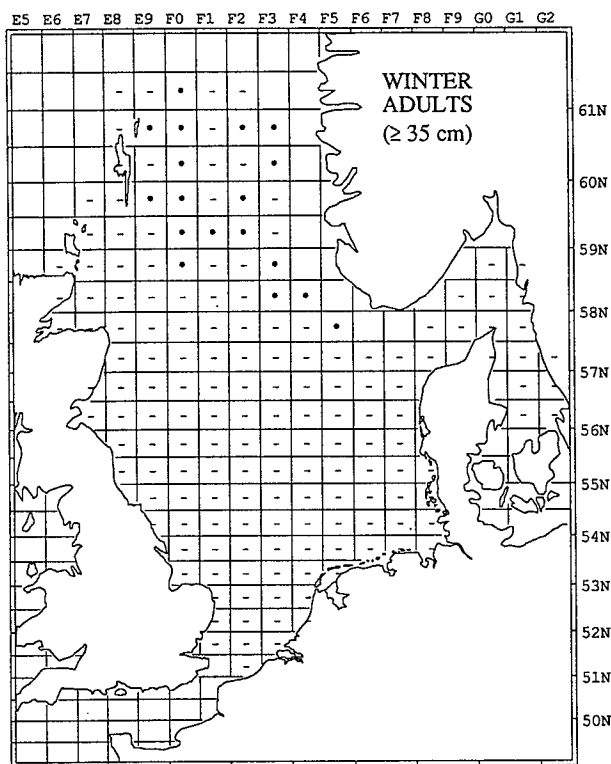 E5 E6 E7 E8 E9 F0 F1 F2 F3 F4 F5 F6 F7 F8 F9 G0 G1 G2
WINTER
ADULTS
(≥ 35 cm)
61N
60N
59N
58N
57N
56N
55N
54N
53N
52N
51N
50N